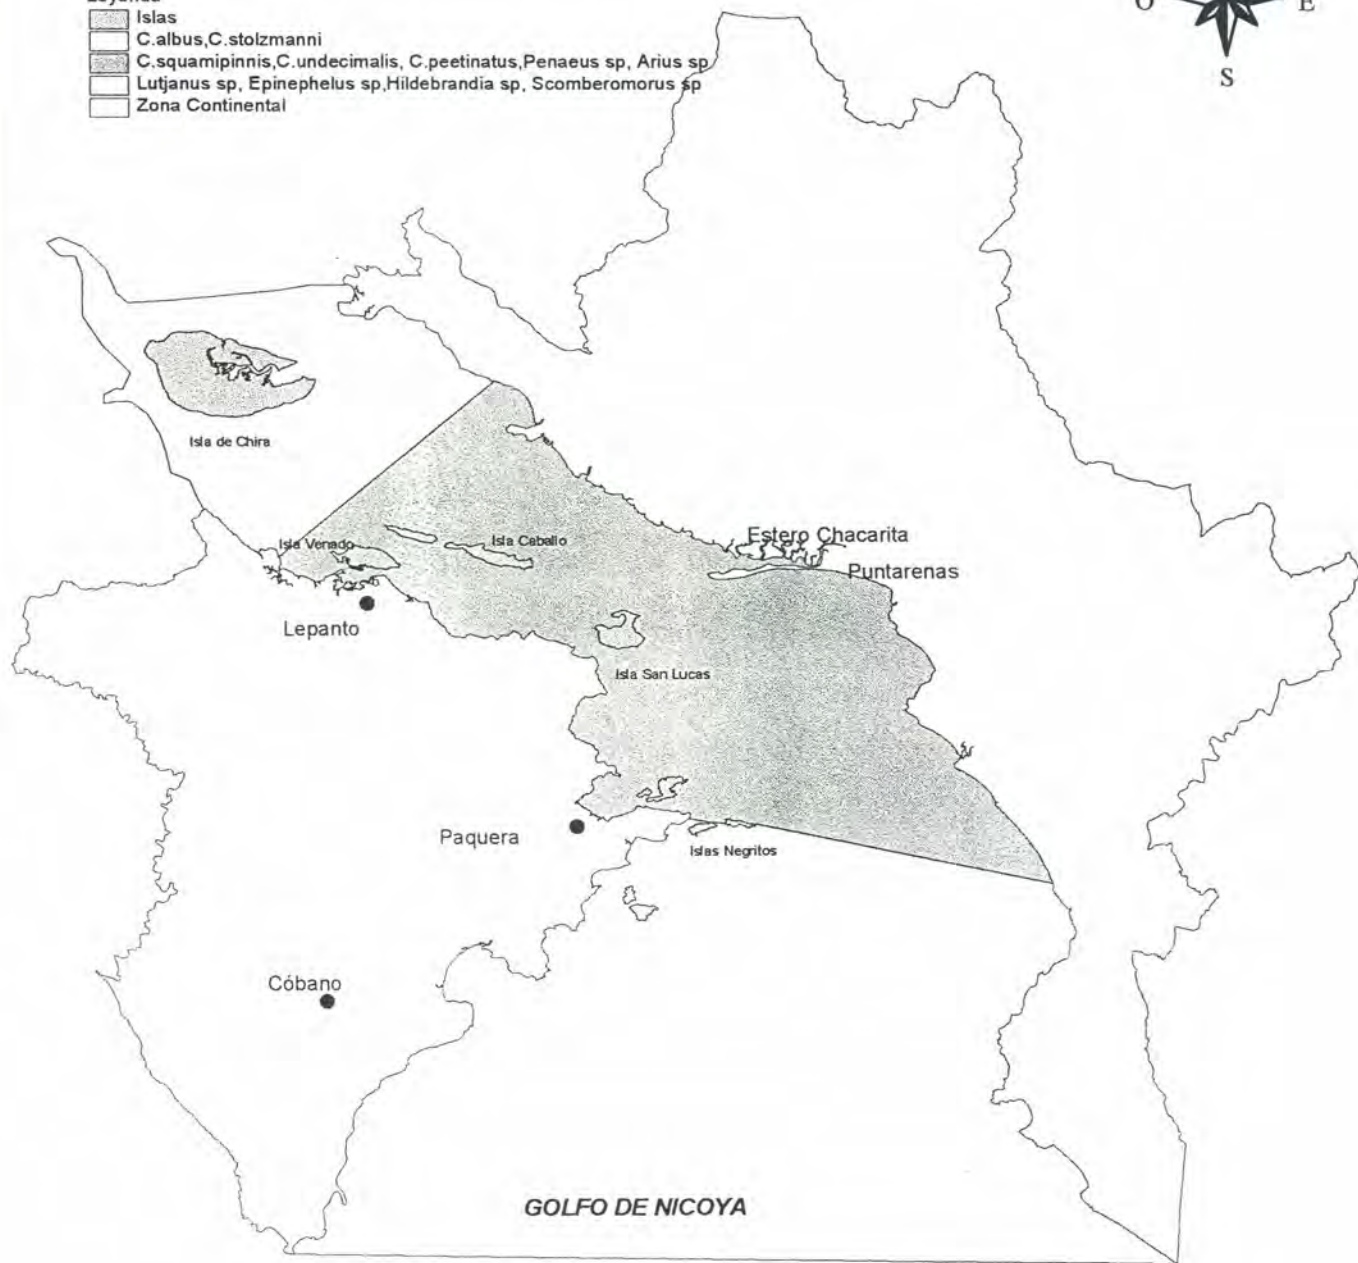 Leyenda
Islas
C.albus,C.stolzmanni
C.squamipinnis,C.undecimalis, C.peetinatus,Penaeus sp, Arius sp
Lutjanus sp, Epinephelus sp,Hildebrandia sp, Scomberomorus sp
Zona Continental
O E
S
Isla de Chira
Isla Venado
Isla Caballo
Estero Chacarita
Puntarenas
Lepanto
Isla San Lucas
Paquera
Islas Negritos
Cóbano
GOLFO DE NICOYA